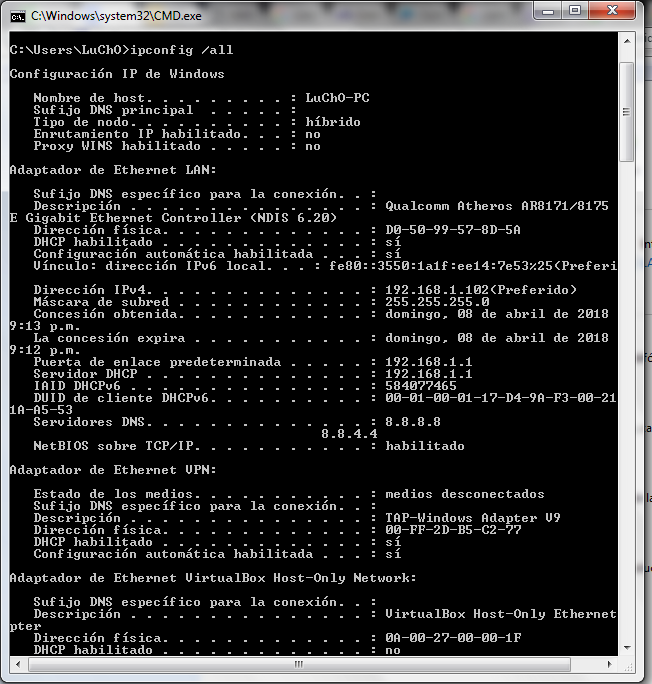 C:\Windows\system32\CMD.exe
C:\Users\LuChO>ipconfig /all
Configuración IP de Windows
Nombre de host. . . . . . . . . : LuChO-PC
Sufijo DNS principal . . . . . :
Tipo de nodo. . . . . . . . . . : híbrido
Enrutamiento IP habilitado. . . : no
Proxy WINS habilitado . . . . . : no
Adaptador de Ethernet LAN:
Sufijo DNS específico para la conexión. . :
Descripción . . . . . . . . . . . . . . . : Qualcomm Atheros AR8171/8175
E Gigabit Ethernet Controller (NDIS 6.20)
Dirección física. . . . . . . . . . . . . : D0-50-99-57-8D-5A
DHCP habilitado . . . . . . . . . . . . . : sí
Configuración automática habilitada . . . : sí
Vínculo: dirección IPv6 local. . . : fe80::3550:1a1f:ee14:7e53%25(Preferi
Dirección IPv4. . . . . . . . . . . . . . : 192.168.1.102(Preferido)
Máscara de subred . . . . . . . . . . . . : 255.255.255.0
Concesión obtenida. . . . . . . . . . . . : domingo, 08 de abril de 2018
9:13 p.m.
La concesión expira . . . . . . . . . . . : domingo, 08 de abril de 2018
9:12 p.m.
Puerta de enlace predeterminada . . . . . : 192.168.1.1
Servidor DHCP . . . . . . . . . . . . . . : 192.168.1.1
IAID DHCPv6 . . . . . . . . . . . . . . . : 584077465
DUID de cliente DHCPv6. . . . . . . . . . : 00-01-00-01-17-D4-9A-F3-00-21
1A-A5-53
Servidores DNS. . . . . . . . . . . . . . : 8.8.8.8
8.8.4.4
NetBIOS sobre TCP/IP. . . . . . . . . . . : habilitado
Adaptador de Ethernet VPN:
Estado de los medios. . . . . . . . . . . : medios desconectados
Sufijo DNS específico para la conexión. . :
Descripción . . . . . . . . . . . . . . . : TAP-Windows Adapter V9
Dirección física. . . . . . . . . . . . . : 00-FF-2D-B5-C2-77
DHCP habilitado . . . . . . . . . . . . . : sí
Configuración automática habilitada . . . : sí
Adaptador de Ethernet VirtualBox Host-Only Network:
Sufijo DNS específico para la conexión. . :
Descripción . . . . . . . . . . . . . . . : VirtualBox Host-Only Ethernet
pter
Dirección física. . . . . . . . . . . . . : 0A-00-27-00-00-1F
DHCP habilitado . . . . . . . . . . . . . : no